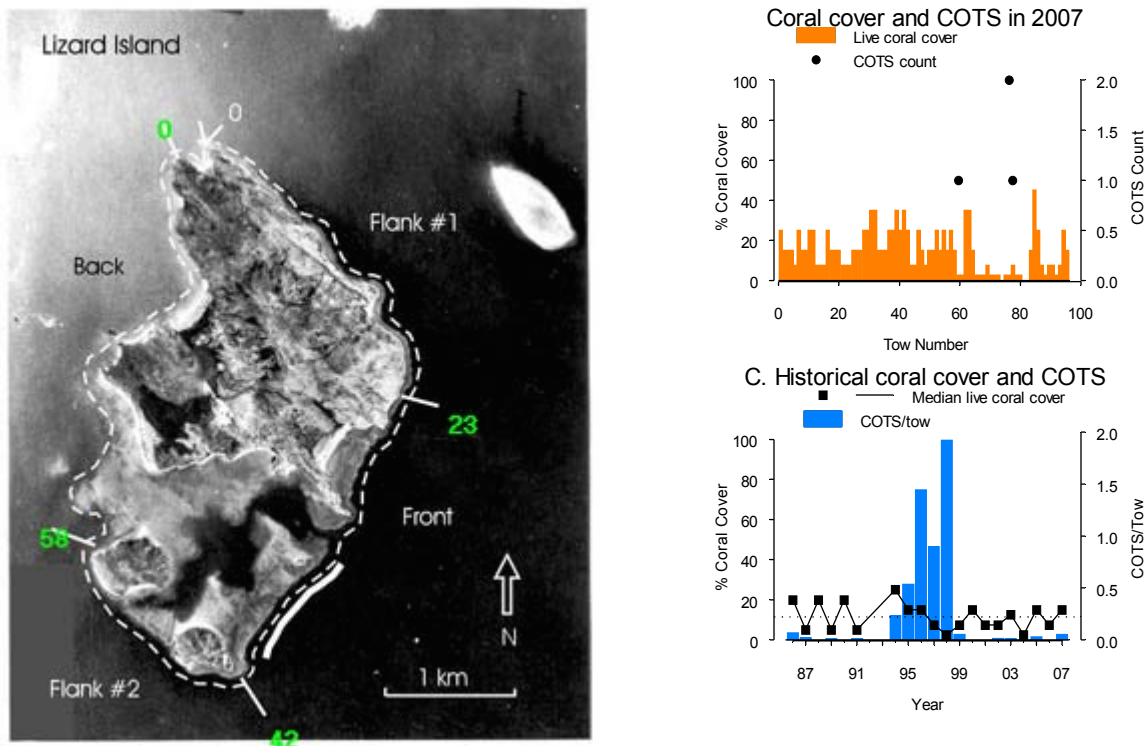 Lizard Island
0
0
Flank #1
Back
23
Front
58
N
1 km
Flank #2
42
Coral cover and COTS in 2007
Live coral cover
COTS count
100
80
60
40
20
0
% Coral Cover
2.0
1.5
1.0
0.5
0.0
COTS Count
0 20 40 60 80 100
Tow Number
C. Historical coral cover and COTS
Median live coral cover
COTS/tow
100
80
60
40
20
0
% Coral Cover
2.0
1.5
1.0
0.5
0.0
COTS/Tow
87 91 95 99 03 07
Year